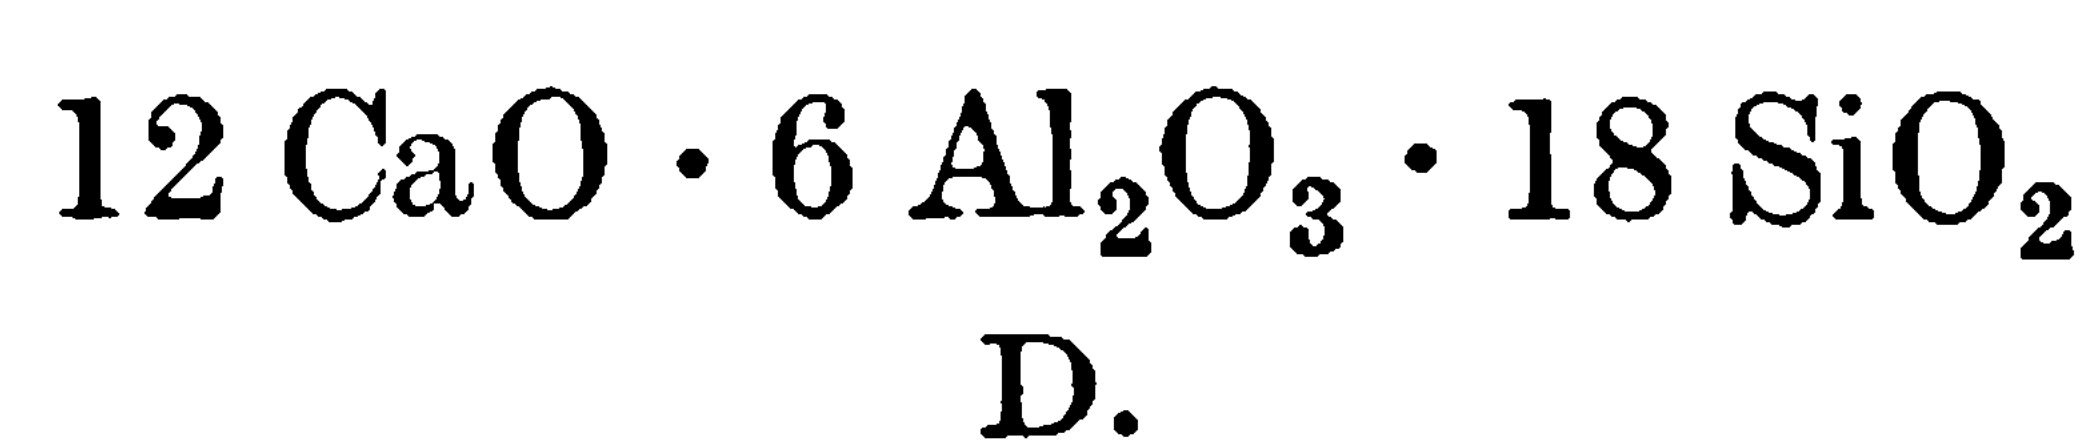 12 CaO · 6 Al₂O₃ · 18 SiO₂
D.